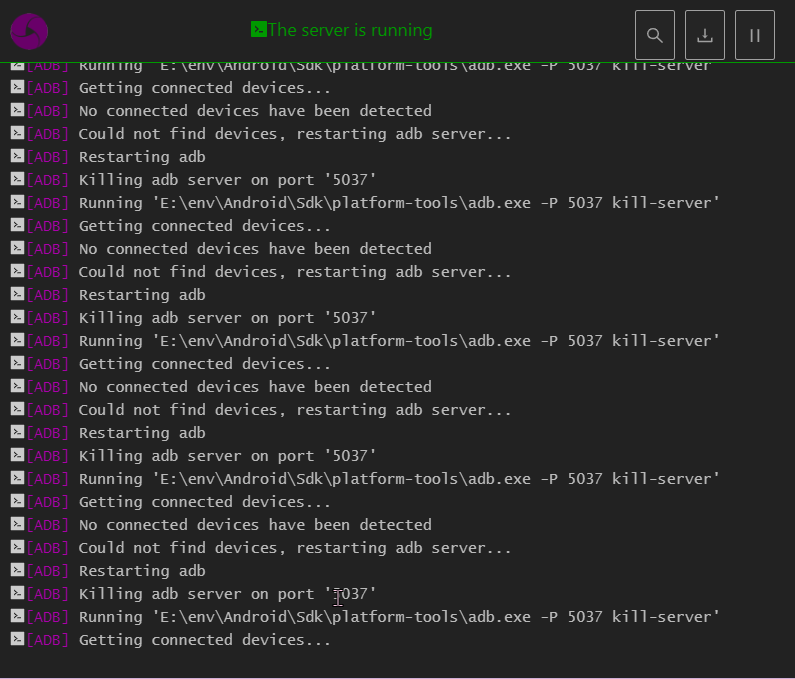 The server is running
[ADB] Running 'E:\env\Android\Sdk\platform-tools\adb.exe -P 5037 kill-server'
[ADB] Getting connected devices...
[ADB] No connected devices have been detected
[ADB] Could not find devices, restarting adb server...
[ADB] Restarting adb
[ADB] Killing adb server on port '5037'
[ADB] Running 'E:\env\Android\Sdk\platform-tools\adb.exe -P 5037 kill-server'
[ADB] Getting connected devices...
[ADB] No connected devices have been detected
[ADB] Could not find devices, restarting adb server...
[ADB] Restarting adb
[ADB] Killing adb server on port '5037'
[ADB] Running 'E:\env\Android\Sdk\platform-tools\adb.exe -P 5037 kill-server'
[ADB] Getting connected devices...
[ADB] No connected devices have been detected
[ADB] Could not find devices, restarting adb server...
[ADB] Restarting adb
[ADB] Killing adb server on port '5037'
[ADB] Running 'E:\env\Android\Sdk\platform-tools\adb.exe -P 5037 kill-server'
[ADB] Getting connected devices...
[ADB] No connected devices have been detected
[ADB] Could not find devices, restarting adb server...
[ADB] Restarting adb
[ADB] Killing adb server on port '5037'
[ADB] Running 'E:\env\Android\Sdk\platform-tools\adb.exe -P 5037 kill-server'
[ADB] Getting connected devices...